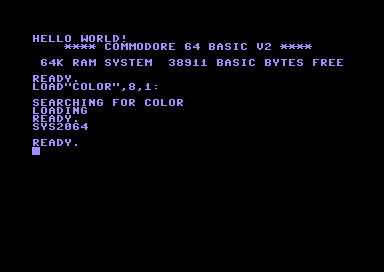 HELLO WORLD!
**** COMMODORE 64 BASIC V2 ****
64K RAM SYSTEM  38911 BASIC BYTES FREE
READY.
LOAD"COLOR",8,1:
SEARCHING FOR COLOR
LOADING
READY.
SYS2064
READY.